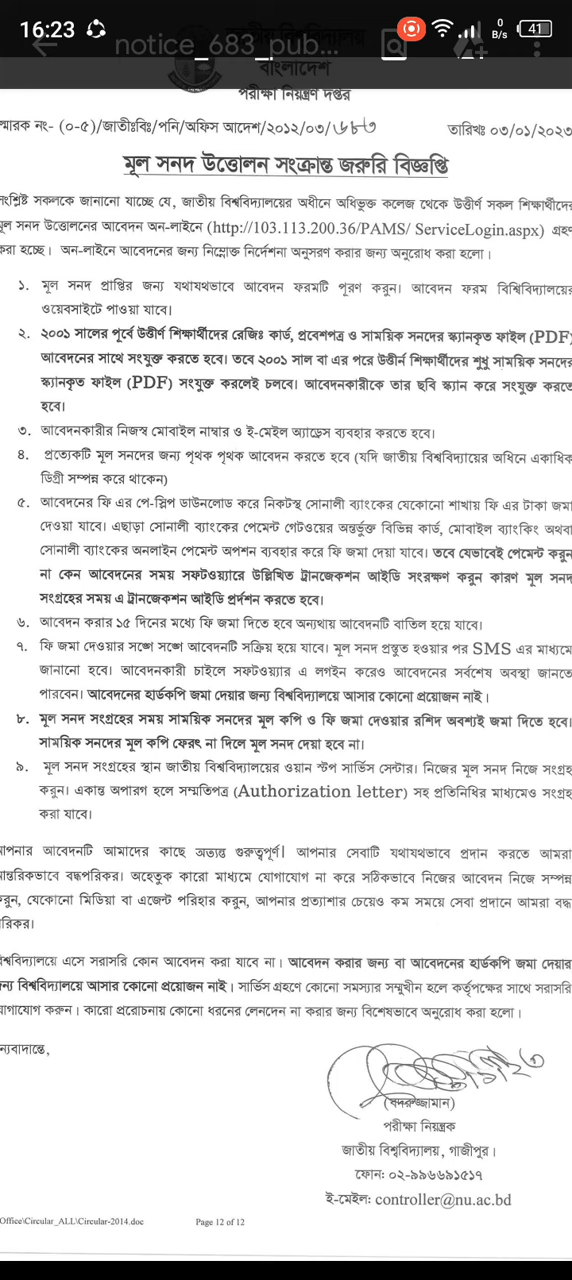 16:23
0
B/s
41
notice_683_pub...
বাংলাদেশ
পরীক্ষা নিয়ন্ত্রণ দপ্তর
স্মারক নং- (০-৫)/জাতীঃবিঃ/পনি/অফিস আদেশ/২০১২/০৩/৬৮৩
তারিখঃ ০৩/০১/২০২৩
মূল সনদ উত্তোলন সংক্রান্ত জরুরি বিজ্ঞপ্তি
সংশ্লিষ্ট সকলকে জানানো যাচ্ছে যে, জাতীয় বিশ্ববিদ্যালয়ের অধীনে অধিভুক্ত কলেজ থেকে উত্তীর্ণ সকল শিক্ষার্থীদের
মূল সনদ উত্তোলনের আবেদন অন-লাইনে (http://103.113.200.36/PAMS/ ServiceLogin.aspx) গ্রহণ
করা হচ্ছে। অন-লাইনে আবেদনের জন্য নিম্নোক্ত নির্দেশনা অনুসরণ করার জন্য অনুরোধ করা হলো।
১. মূল সনদ প্রাপ্তির জন্য যথাযথভাবে আবেদন ফরমটি পূরণ করুন। আবেদন ফরম বিশ্ববিদ্যালয়ের
ওয়েবসাইটে পাওয়া যাবে।
২. ২০০১ সালের পূর্বে উত্তীর্ণ শিক্ষার্থীদের রেজিঃ কার্ড, প্রবেশপত্র ও সাময়িক সনদের স্ক্যানকৃত ফাইল (PDF)
আবেদনের সাথে সংযুক্ত করতে হবে। তবে ২০০১ সাল বা এর পরে উত্তীর্ন শিক্ষার্থীদের শুধু সাময়িক সনদের
স্ক্যানকৃত ফাইল (PDF) সংযুক্ত করলেই চলবে। আবেদনকারীকে তার ছবি স্ক্যান করে সংযুক্ত করতে
হবে।
৩. আবেদনকারীর নিজস্ব মোবাইল নাম্বার ও ই-মেইল অ্যাড্রেস ব্যবহার করতে হবে।
৪. প্রত্যেকটি মূল সনদের জন্য পৃথক পৃথক আবেদন করতে হবে (যদি জাতীয় বিশ্ববিদ্যায়ের অধিনে একাধিক
ডিগ্রী সম্পন্ন করে থাকেন)
৫. আবেদনের ফি এর পে-স্লিপ ডাউনলোড করে নিকটস্থ সোনালী ব্যাংকের যেকোনো শাখায় ফি এর টাকা জমা
দেওয়া যাবে। এছাড়া সোনালী ব্যাংকের পেমেন্ট গেটওয়ের অন্তর্ভুক্ত বিভিন্ন কার্ড, মোবাইল ব্যাংকিং অথবা
সোনালী ব্যাংকের অনলাইন পেমেন্ট অপশন ব্যবহার করে ফি জমা দেয়া যাবে। তবে যেভাবেই পেমেন্ট করুন
না কেন আবেদনের সময় সফটওয়্যারে উল্লিখিত ট্রানজেকশন আইডি সংরক্ষণ করুন কারণ মূল সনদ
সংগ্রহের সময় এ ট্রানজেকশন আইডি প্রর্দশন করতে হবে।
৬. আবেদন করার ১৫ দিনের মধ্যে ফি জমা দিতে হবে অন্যথায় আবেদনটি বাতিল হয়ে যাবে।
৭. ফি জমা দেওয়ার সঙ্গে সঙ্গে আবেদনটি সক্রিয় হয়ে যাবে। মূল সনদ প্রস্তুত হওয়ার পর SMS এর মাধ্যমে
জানানো হবে। আবেদনকারী চাইলে সফটওয়্যার এ লগইন করেও আবেদনের সর্বশেষ অবস্থা জানতে
পারবেন। আবেদনের হার্ডকপি জমা দেয়ার জন্য বিশ্ববিদ্যালয়ে আসার কোনো প্রয়োজন নাই।
৮. মূল সনদ সংগ্রহের সময় সাময়িক সনদের মূল কপি ও ফি জমা দেওয়ার রশিদ অবশ্যই জমা দিতে হবে।
সাময়িক সনদের মূল কপি ফেরৎ না দিলে মূল সনদ দেয়া হবে না।
৯. মূল সনদ সংগ্রহের স্থান জাতীয় বিশ্ববিদ্যালয়ের ওয়ান স্টপ সার্ভিস সেন্টার। নিজের মূল সনদ নিজে সংগ্রহ
করুন। একান্ত অপারগ হলে সম্মতিপত্র (Authorization letter) সহ প্রতিনিধির মাধ্যমেও সংগ্রহ
করা যাবে।
আপনার আবেদনটি আমাদের কাছে অত্যন্ত গুরুত্বপূর্ণ। আপনার সেবাটি যথাযথভাবে প্রদান করতে আমরা
আন্তরিকভাবে বদ্ধপরিকর। অহেতুক কারো মাধ্যমে যোগাযোগ না করে সঠিকভাবে নিজের আবেদন নিজে সম্পন্ন
করুন, যেকোনো মিডিয়া বা এজেন্ট পরিহার করুন, আপনার প্রত্যাশার চেয়েও কম সময়ে সেবা প্রদানে আমরা বদ্ধ
পরিকর।
বিশ্ববিদ্যালয়ে এসে সরাসরি কোন আবেদন করা যাবে না। আবেদন করার জন্য বা আবেদনের হার্ডকপি জমা দেয়ার
জন্য বিশ্ববিদ্যালয়ে আসার কোনো প্রয়োজন নাই। সার্ভিস গ্রহণে কোনো সমস্যার সম্মুখীন হলে কর্তৃপক্ষের সাথে সরাসরি
যোগাযোগ করুন। কারো প্ররোচনায় কোনো ধরনের লেনদেন না করার জন্য বিশেষভাবে অনুরোধ করা হলো।
ধন্যবাদান্তে,
(বদরুজ্জামান)
পরীক্ষা নিয়ন্ত্রক
জাতীয় বিশ্ববিদ্যালয়, গাজীপুর।
ফোন: ০২-৯৯৬৬৯১৫১৭
ই-মেইল: controller@nu.ac.bd
Office\Circular_ALL\Circular-2014.doc
Page 12 of 12